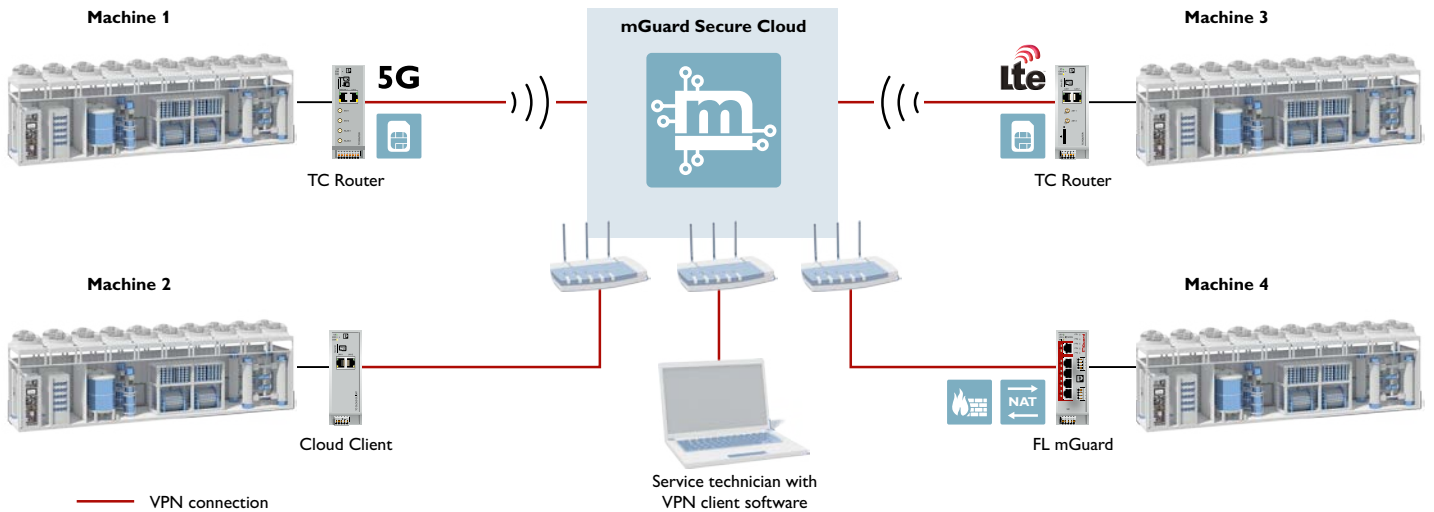 Machine 1
mGuard Secure Cloud
Machine 3
5G
Lte
m
TC Router
TC Router
Machine 2
Machine 4
NAT
Cloud Client
FL mGuard
Service technician with
VPN client software
VPN connection